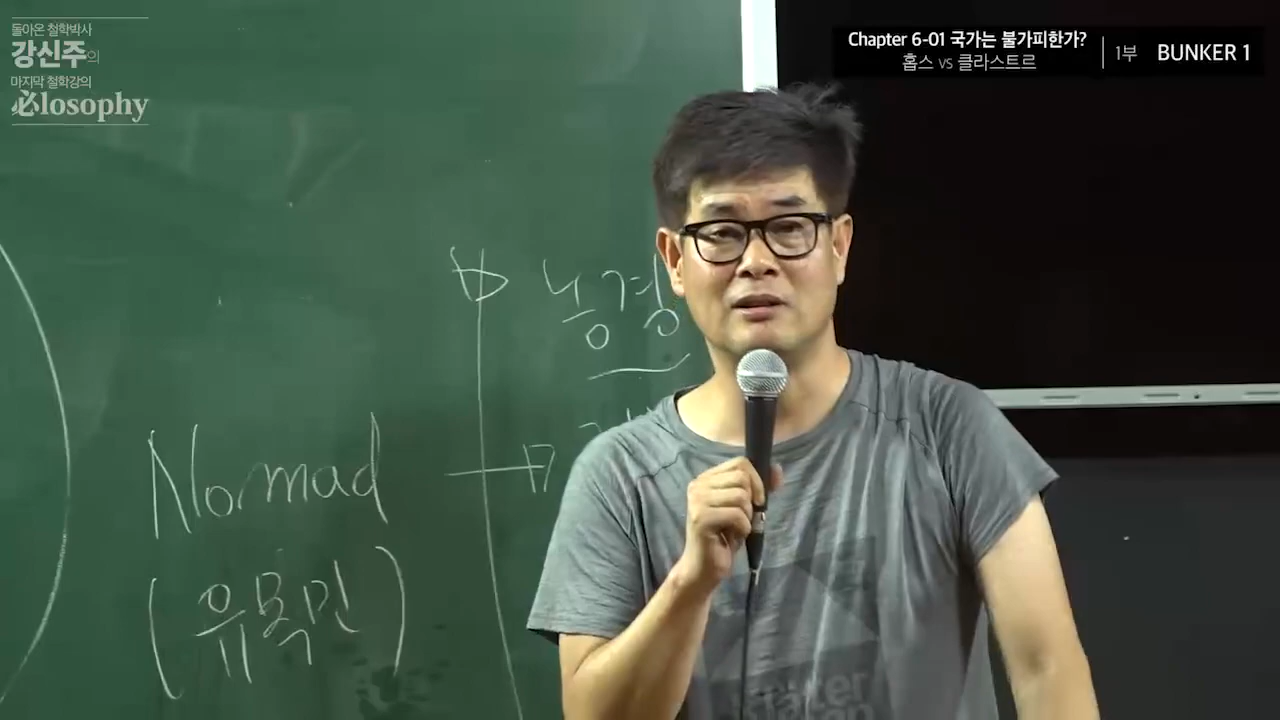 돌아온 철학박사
강신주의
마지막 철학강의
必losophy
Chapter 6-01 국가는 불가피한가?
홉스 vs 클라스트르
1부
BUNKER 1
농경
Nomad
(유목민)